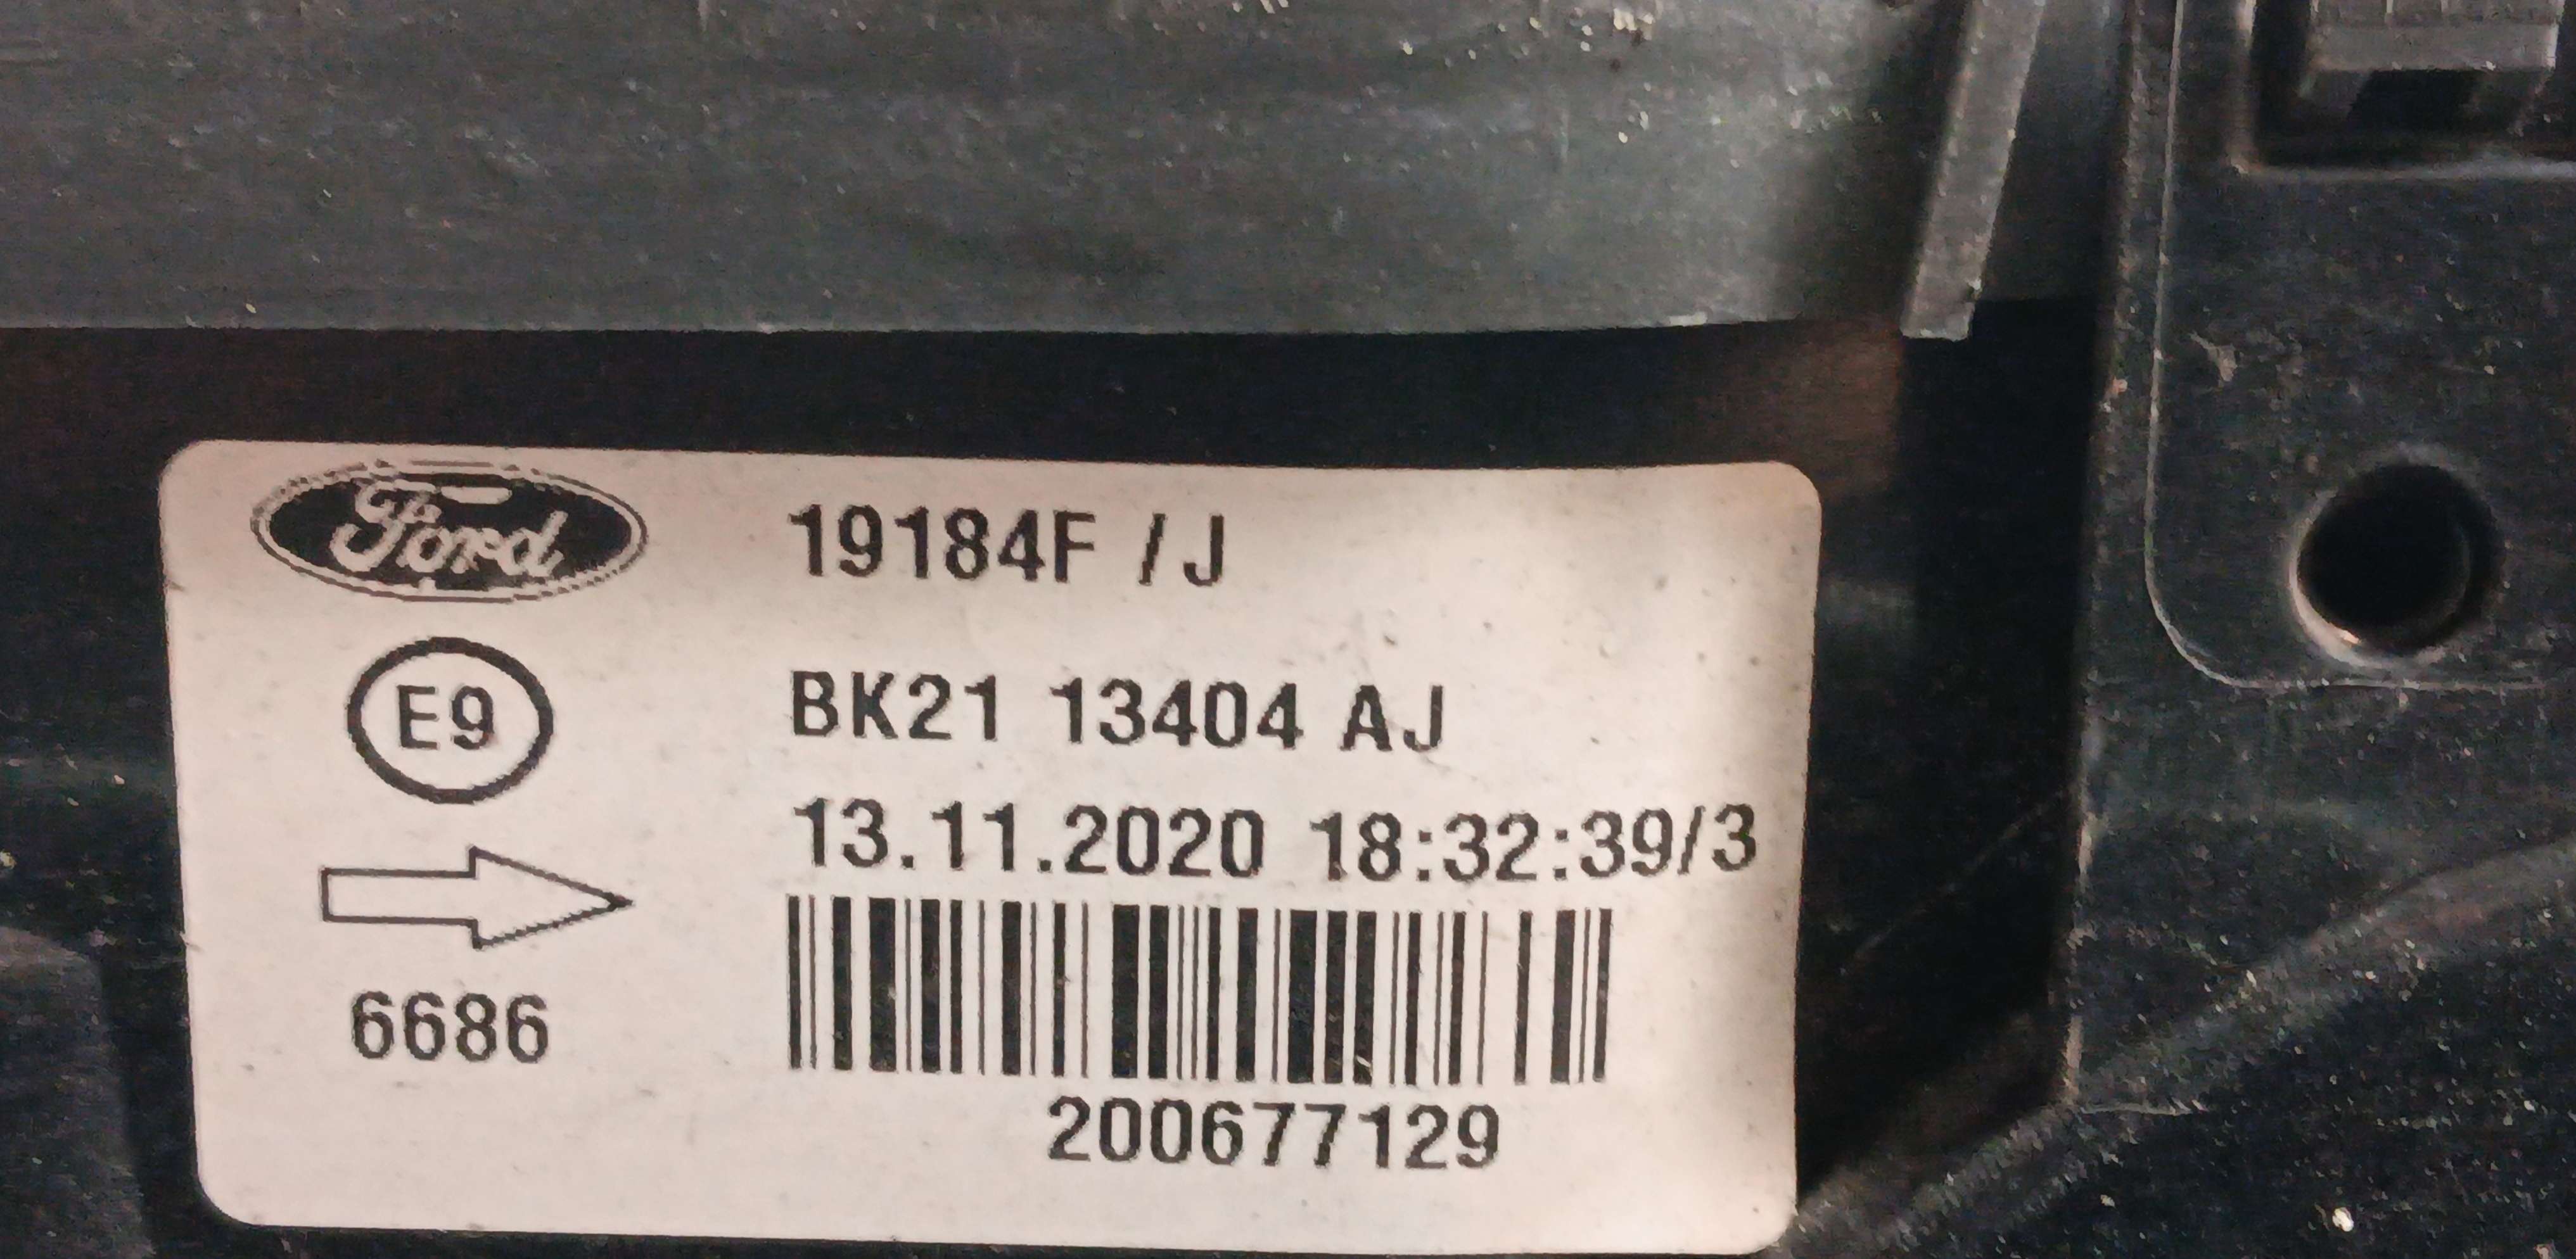 Ford
19184F / J
E9
BK21 13404 AJ
13.11.2020 18:32:39/3
6686
200677129